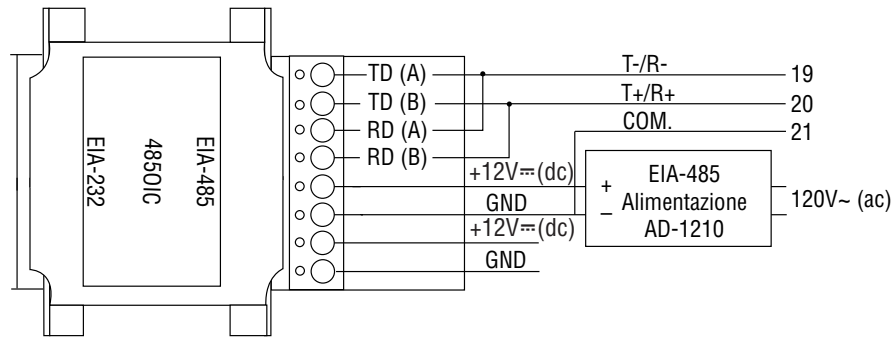 EIA-232
485OIC
EIA-485
TD (A)
TD (B)
RD (A)
RD (B)
T-/R-
19
T+/R+
20
COM.
21
+12V⎓(dc)
GND
+12V⎓(dc)
GND
+
–
EIA-485
Alimentazione
AD-1210
120V~ (ac)